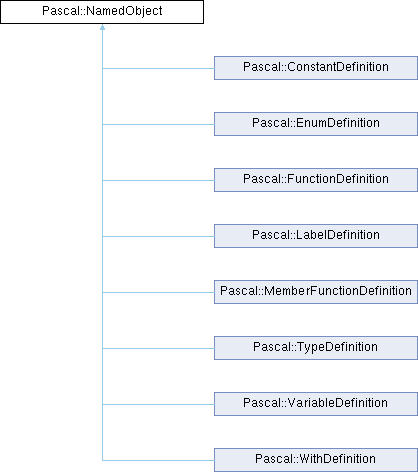 Pascal::NamedObject
Pascal::ConstantDefinition
Pascal::EnumDefinition
Pascal::FunctionDefinition
Pascal::LabelDefinition
Pascal::MemberFunctionDefinition
Pascal::TypeDefinition
Pascal::VariableDefinition
Pascal::WithDefinition